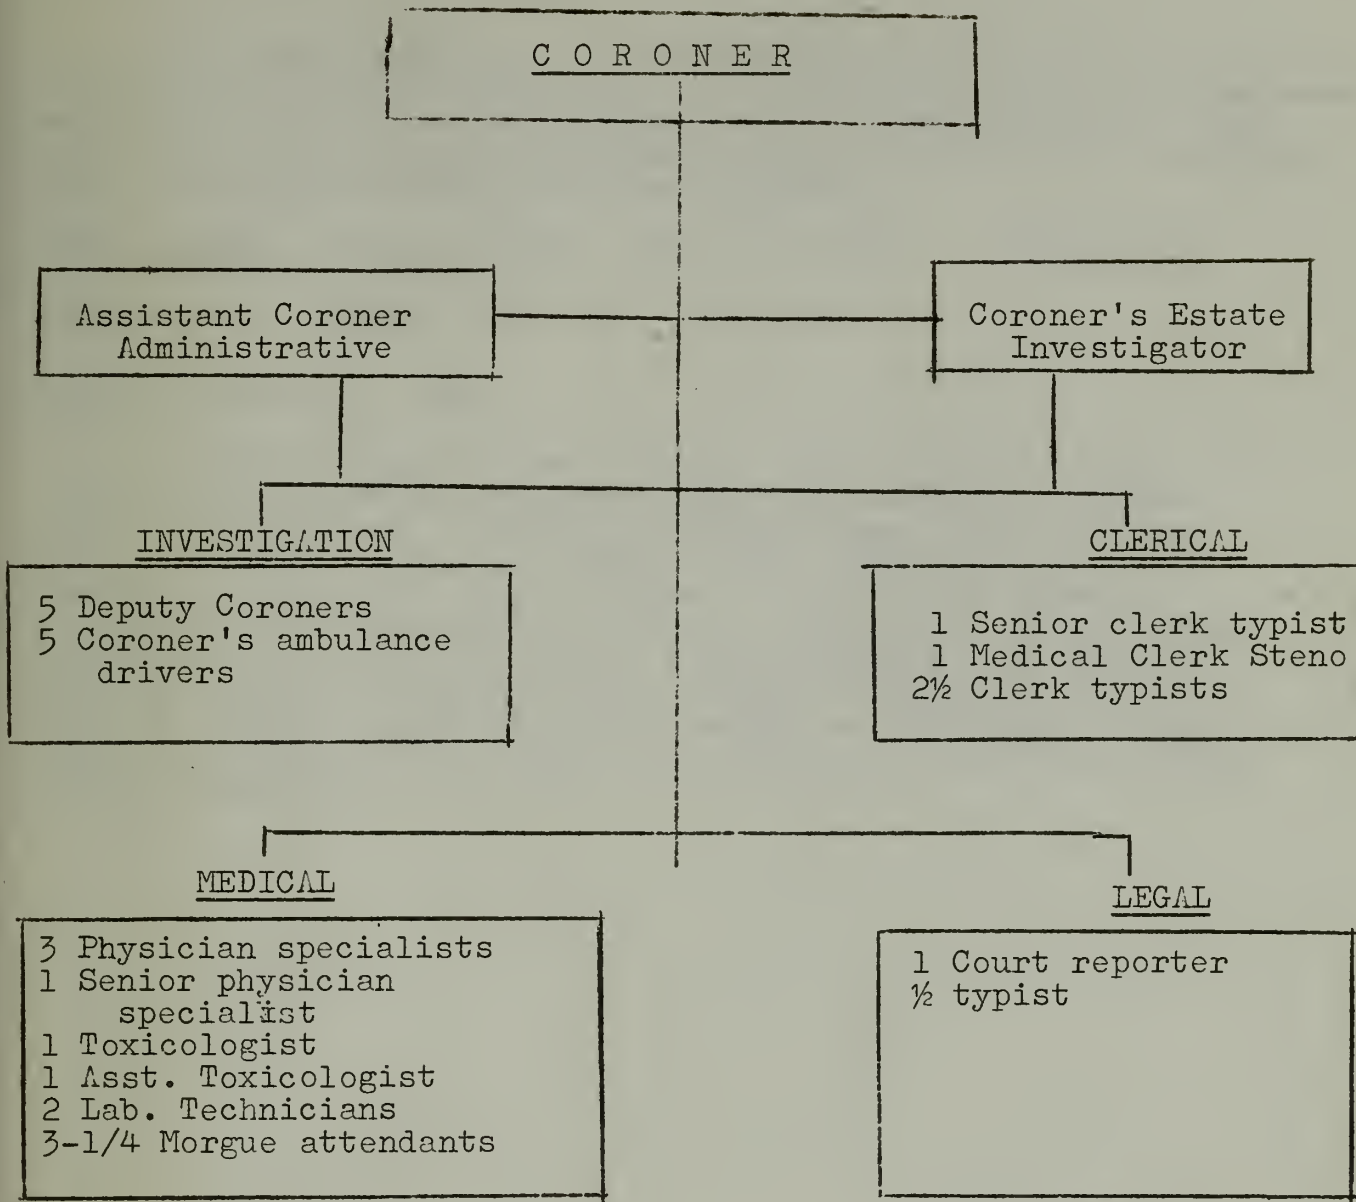 C O R O N E R
Assistant Coroner
Administrative
Coroner's Estate
Investigator
INVESTIGATION
5 Deputy Coroners
5 Coroner's ambulance
drivers
CLERICAL
1 Senior clerk typist
1 Medical Clerk Steno
2½ Clerk typists
MEDICAL
3 Physician specialists
1 Senior physician
specialist
1 Toxicologist
1 Asst. Toxicologist
2 Lab. Technicians
3-1/4 Morgue attendants
LEGAL
1 Court reporter
½ typist